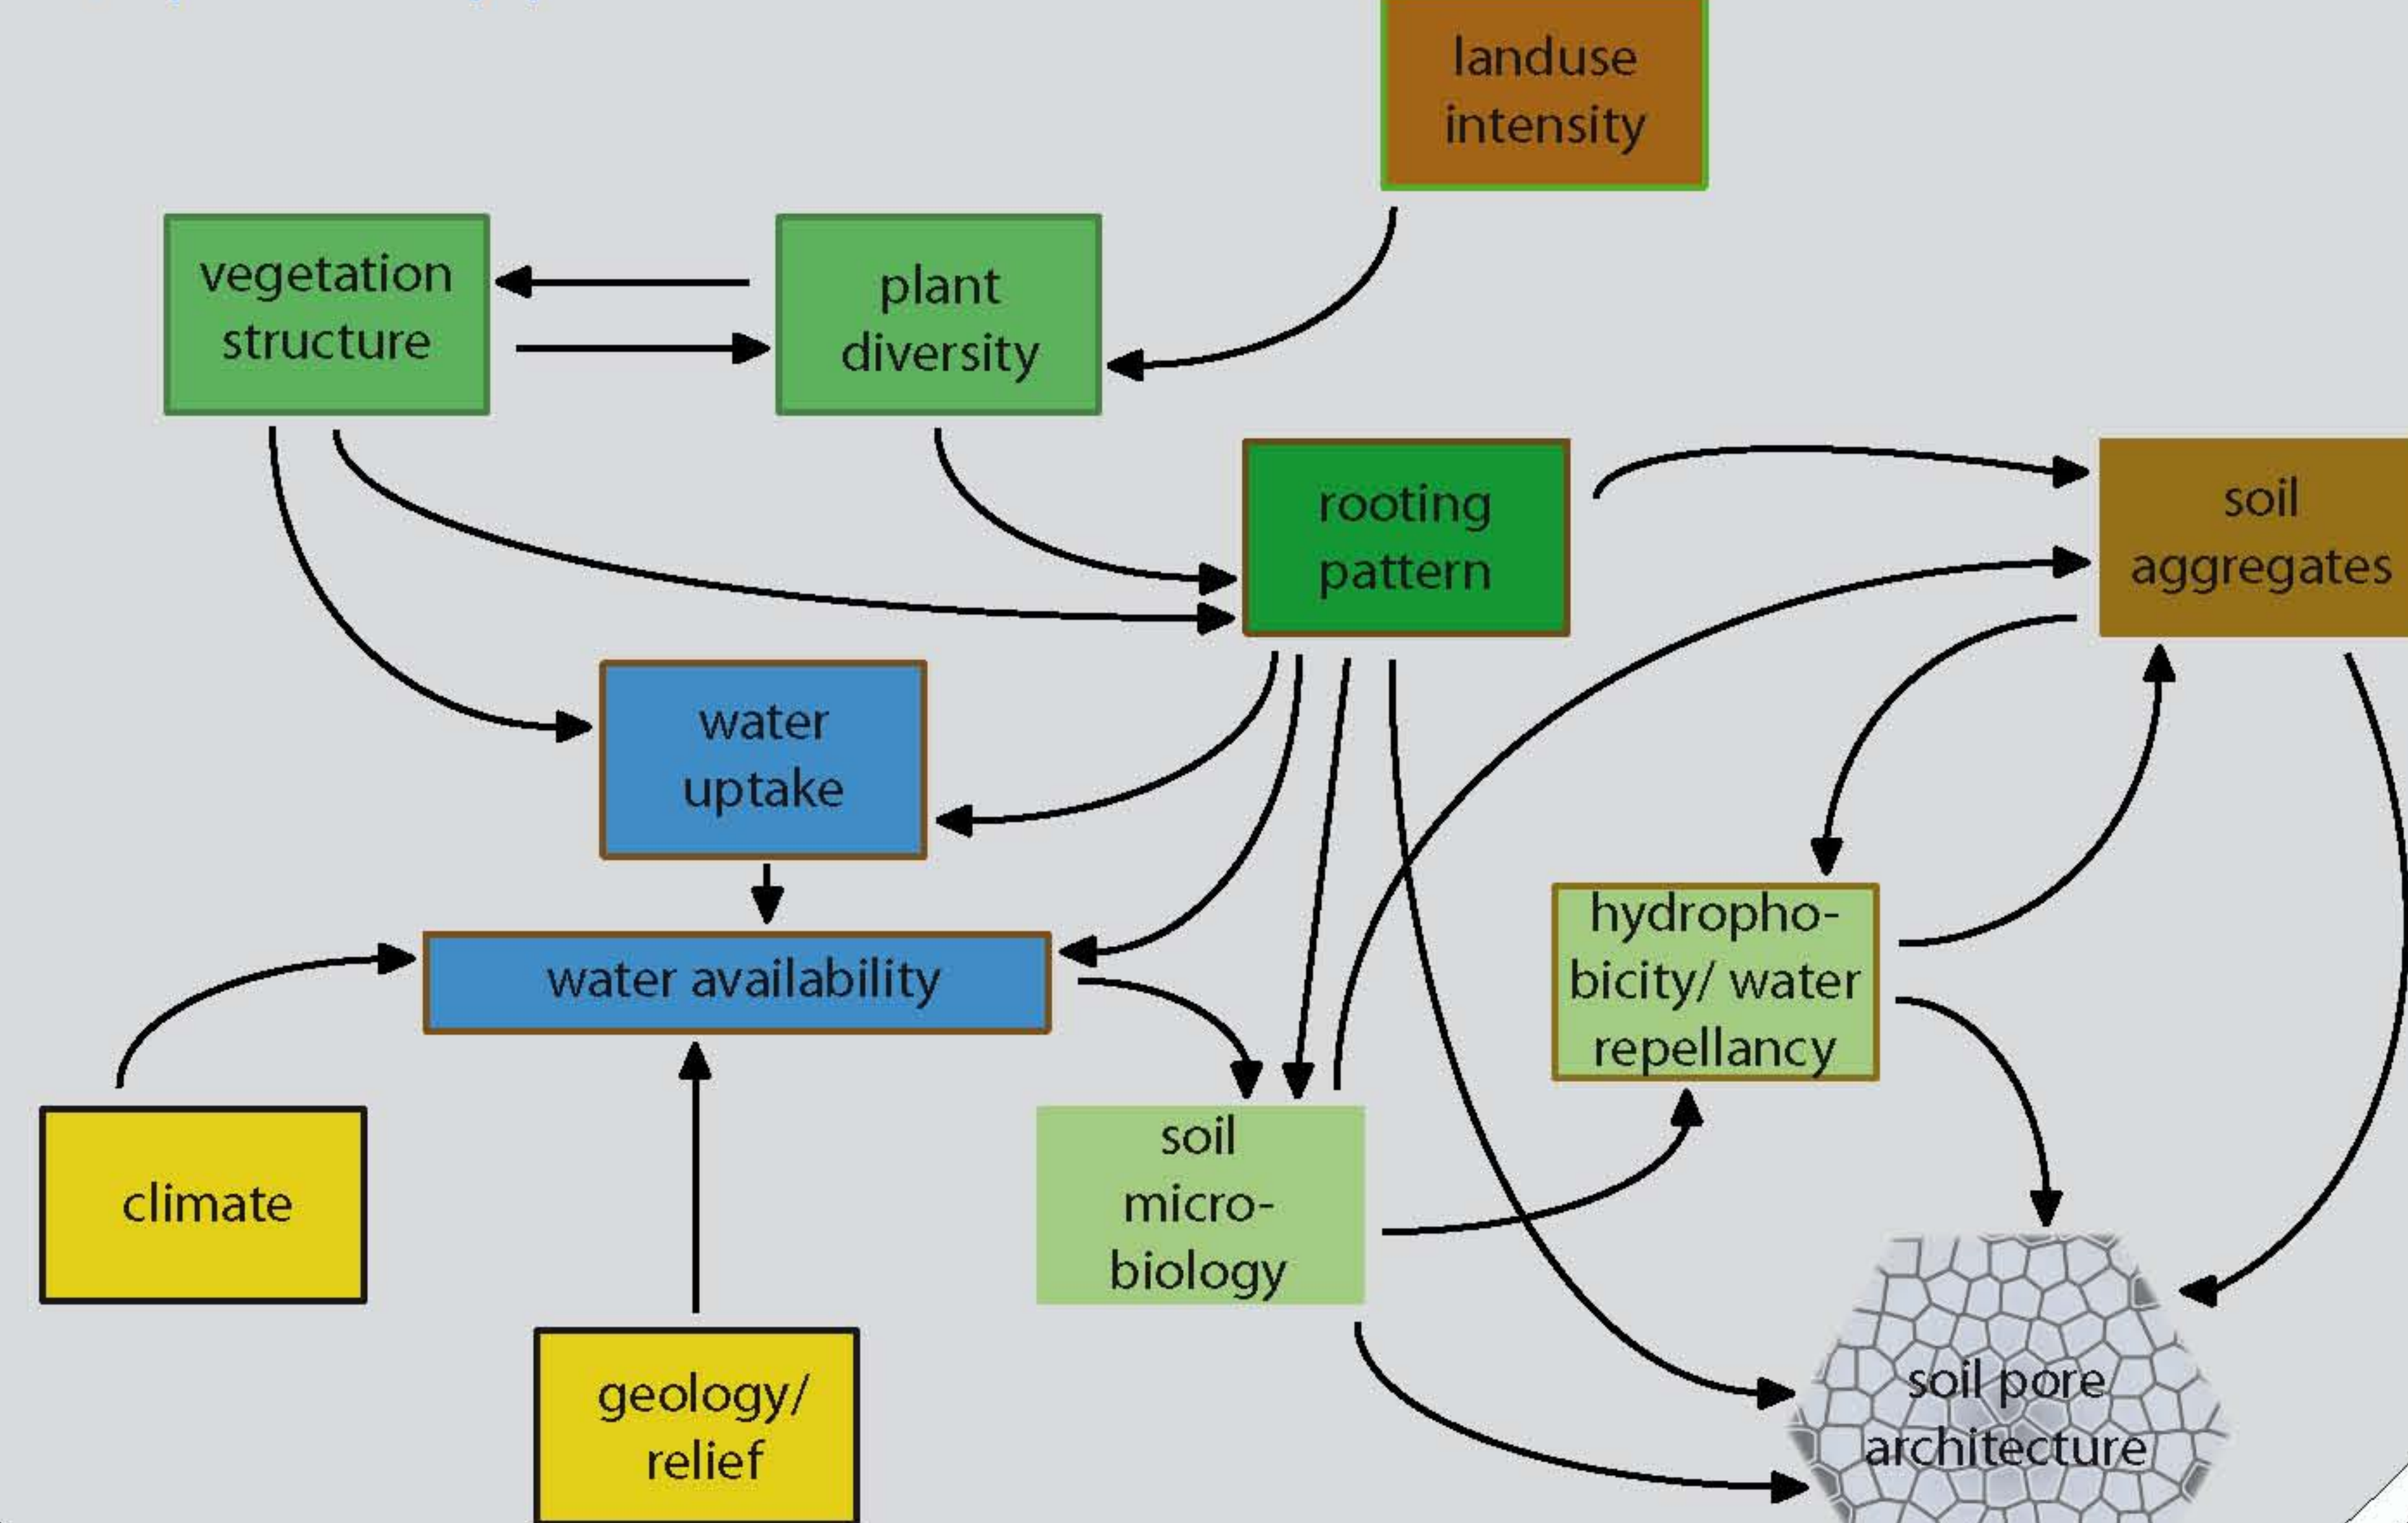 landuse
intensity
vegetation
structure
plant
diversity
rooting
pattern
soil
aggregates
water
uptake
hydropho-
bicity/ water
repellancy
water availability
soil
micro-
biology
climate
geology/
relief
soil pore
architecture